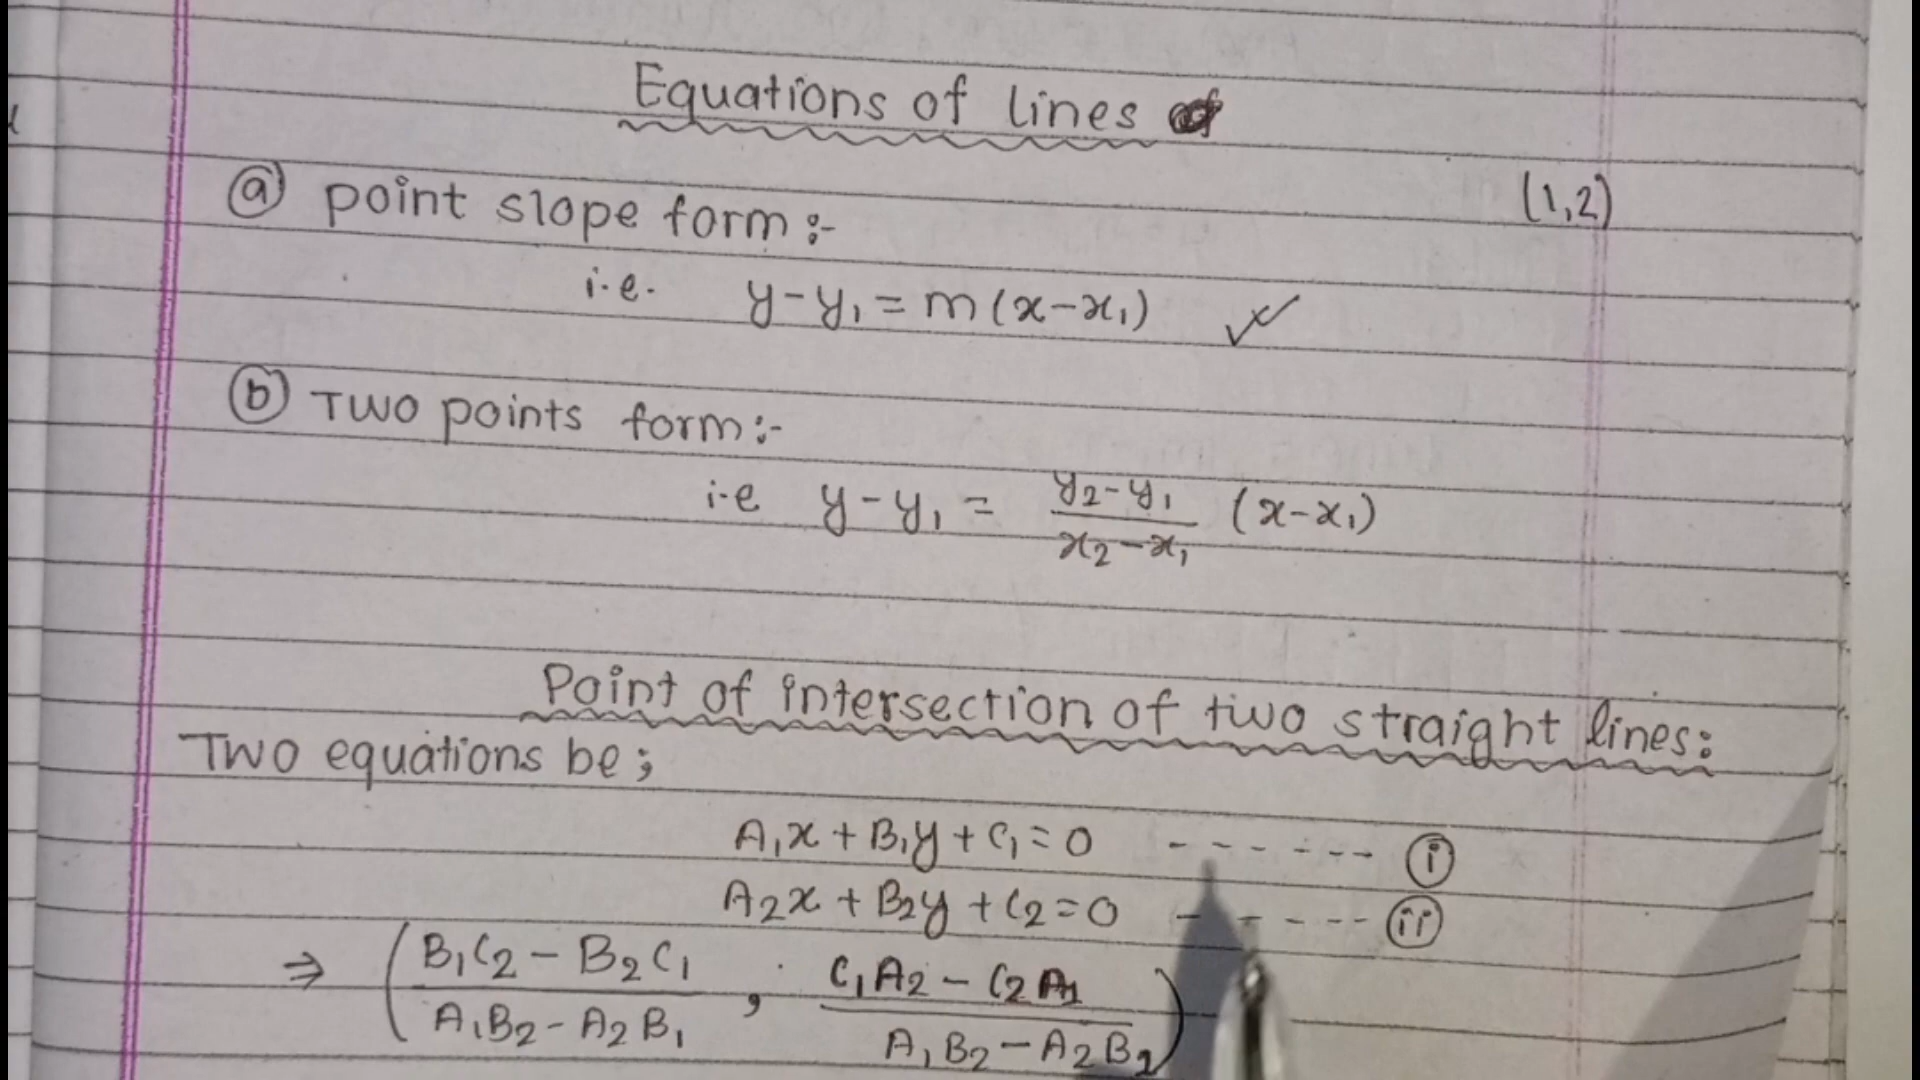 Equations of lines
(1,2)
ⓐ point slope form :-
i.e. y-y₁ = m (x-x₁)
ⓑ Two points form :-
i.e y-y₁ = (y₂-y₁)/(x₂-x₁) (x-x₁)
Point of intersection of two straight lines:
Two equations be;
A₁x + B₁y + C₁ = 0 ------- ⓘ
A₂x + B₂y + C₂ = 0 ------ (ii)
⇒ ( (B₁C₂ - B₂C₁)/(A₁B₂ - A₂B₁) , (C₁A₂ - C₂A₁)/(A₁B₂ - A₂B₂) )